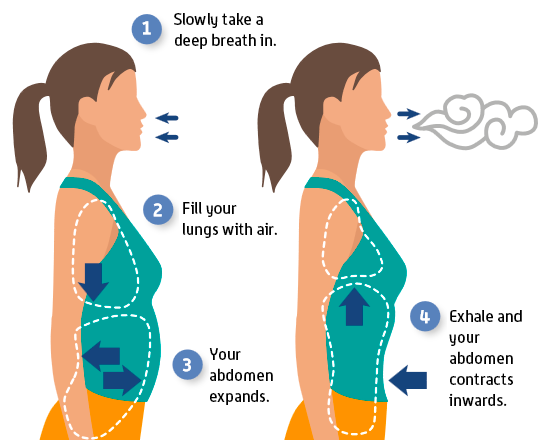 1
Slowly take a
deep breath in.
2
Fill your
lungs with air.
3
Your
abdomen
expands.
4
Exhale and
your
abdomen
contracts
inwards.